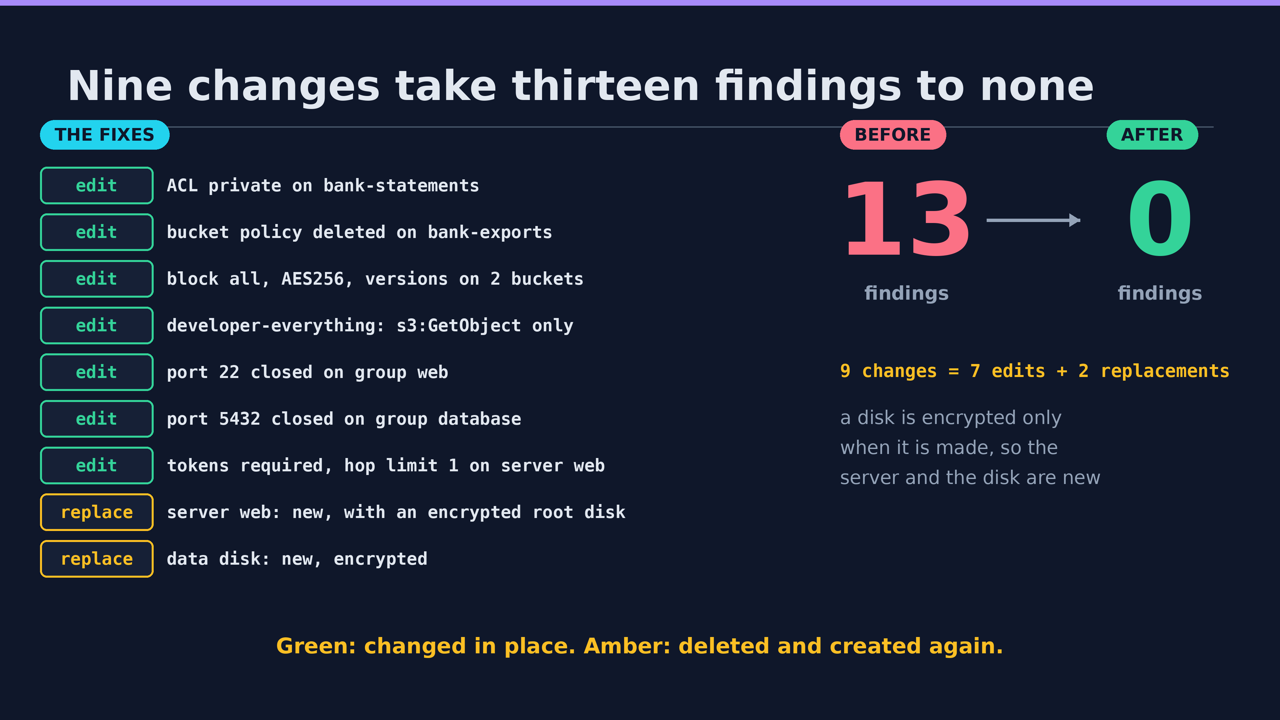 Nine changes take thirteen findings to none
THE FIXES
edit ACL private on bank-statements
edit bucket policy deleted on bank-exports
edit block all, AES256, versions on 2 buckets
edit developer-everything: s3:GetObject only
edit port 22 closed on group web
edit port 5432 closed on group database
edit tokens required, hop limit 1 on server web
replace server web: new, with an encrypted root disk
replace data disk: new, encrypted
BEFORE AFTER
13 0
findings findings
9 changes = 7 edits + 2 replacements
a disk is encrypted only
when it is made, so the
server and the disk are new
Green: changed in place. Amber: deleted and created again.